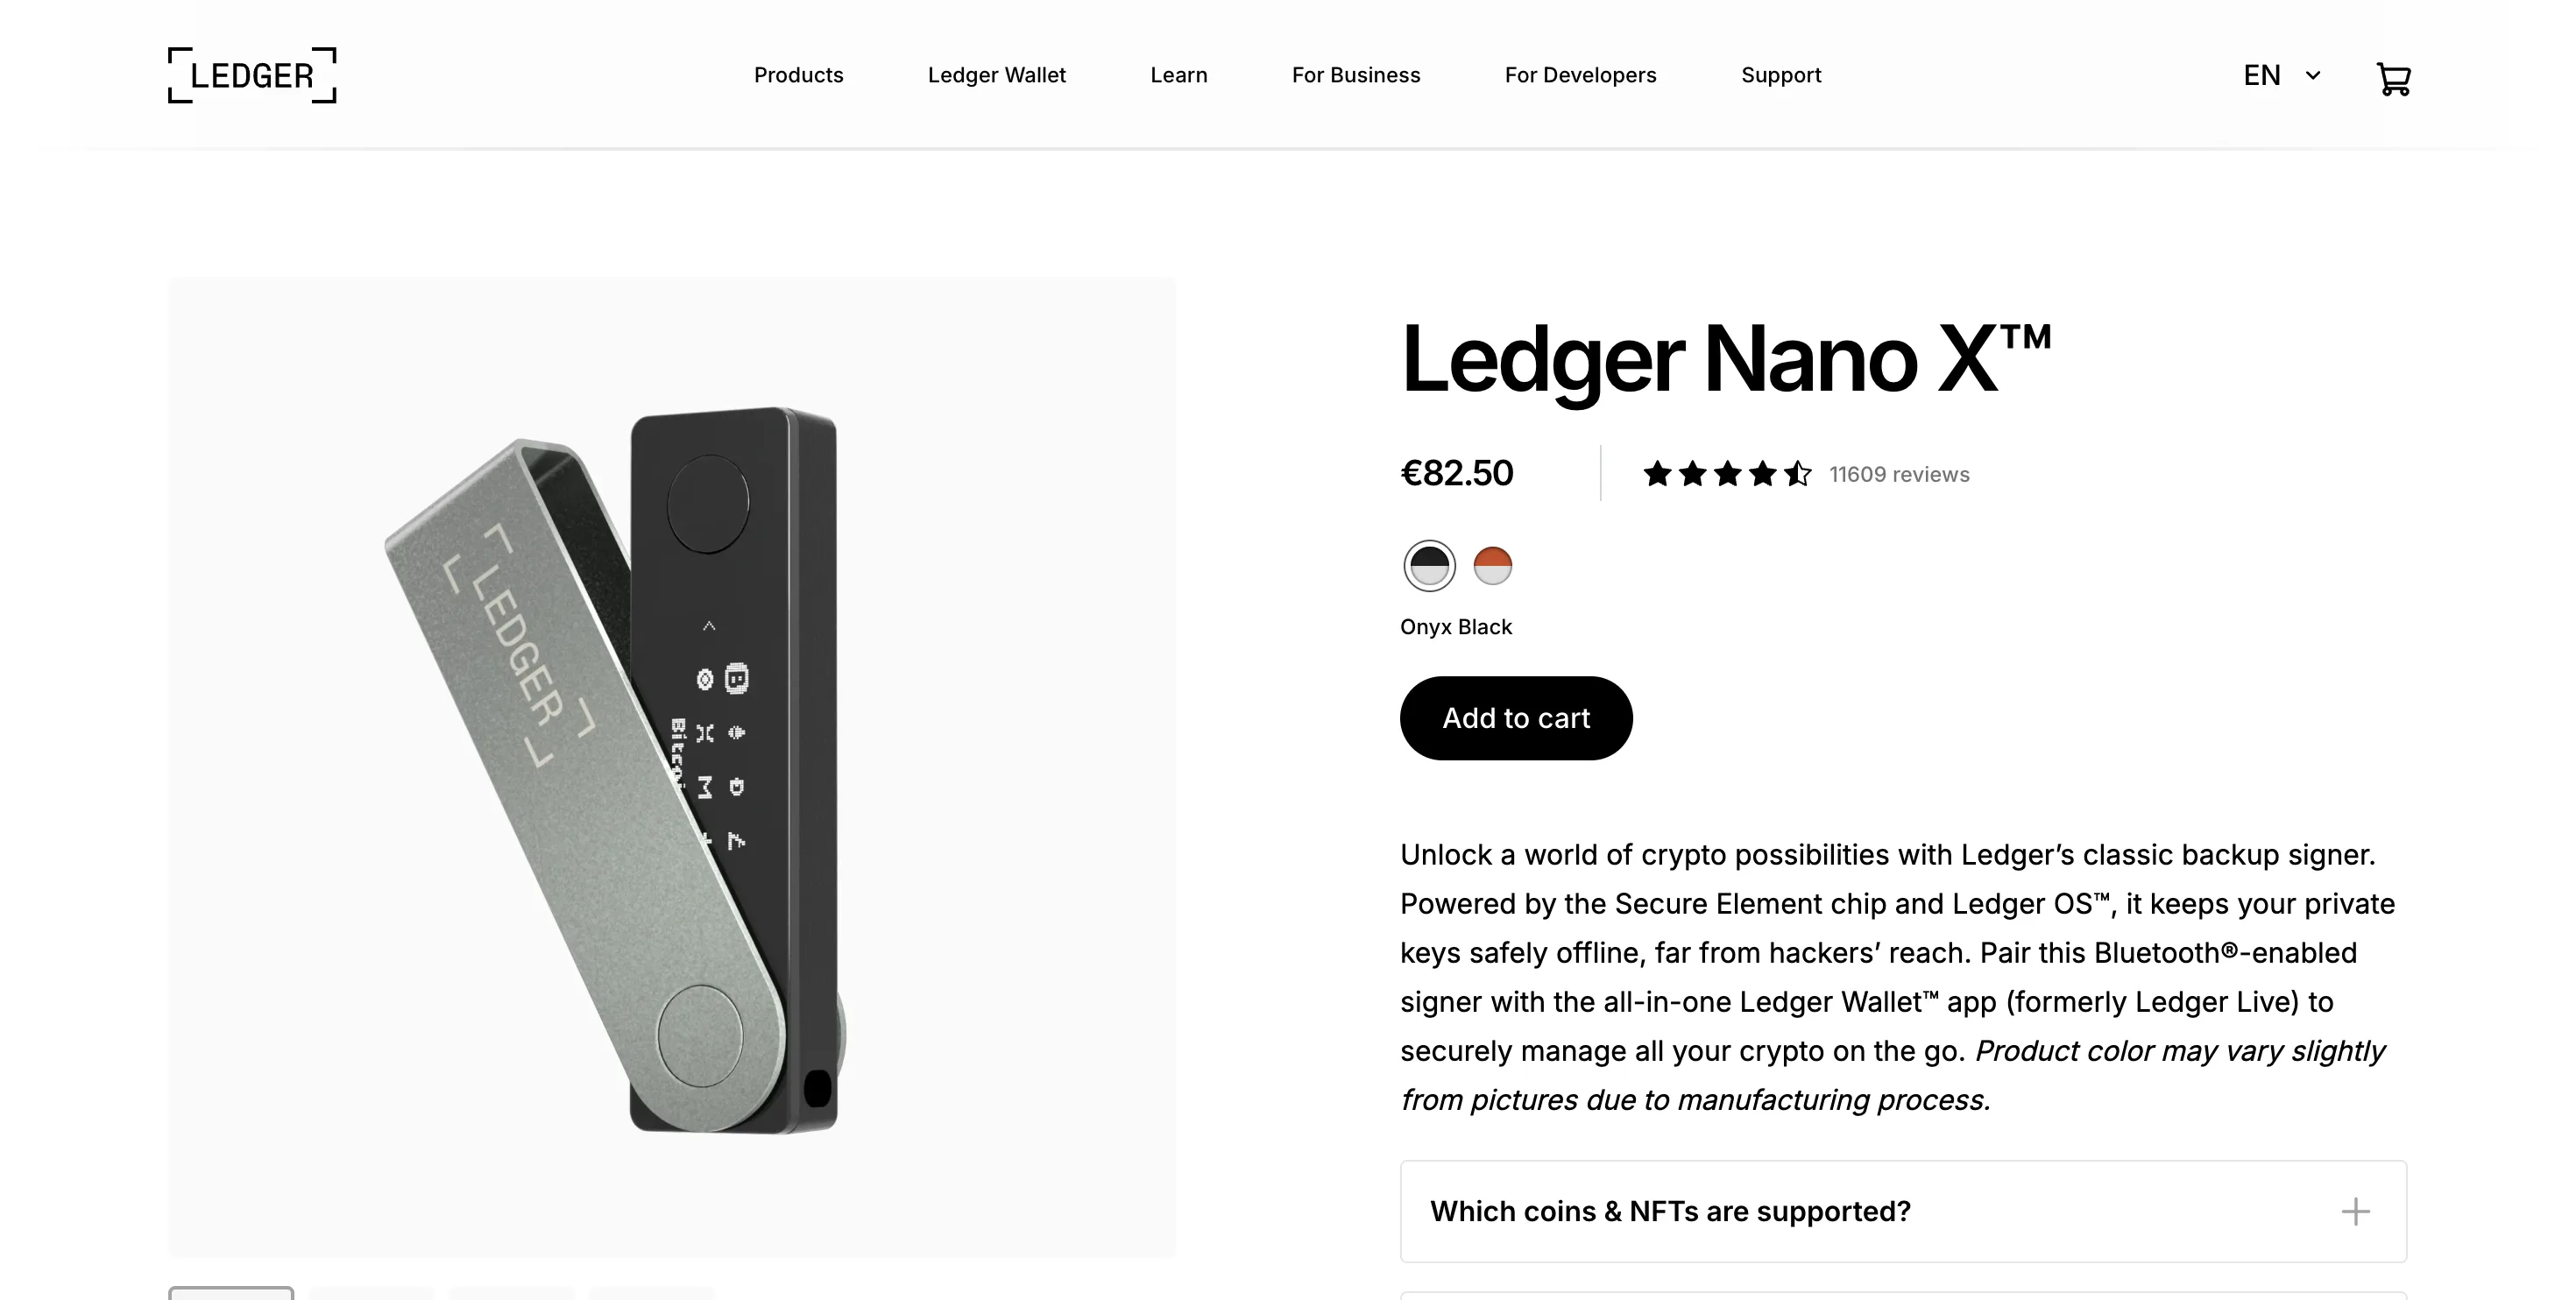 LEDGER
Products
Ledger Wallet
Learn
For Business
For Developers
Support
EN
LEDGER
Ledger Nano X™
€82.50
11609 reviews
Onyx Black
Add to cart
Unlock a world of crypto possibilities with Ledger’s classic backup signer.
Powered by the Secure Element chip and Ledger OS™, it keeps your private
keys safely offline, far from hackers’ reach. Pair this Bluetooth®-enabled
signer with the all-in-one Ledger Wallet™ app (formerly Ledger Live) to
securely manage all your crypto on the go. Product color may vary slightly
from pictures due to manufacturing process.
Which coins & NFTs are supported?